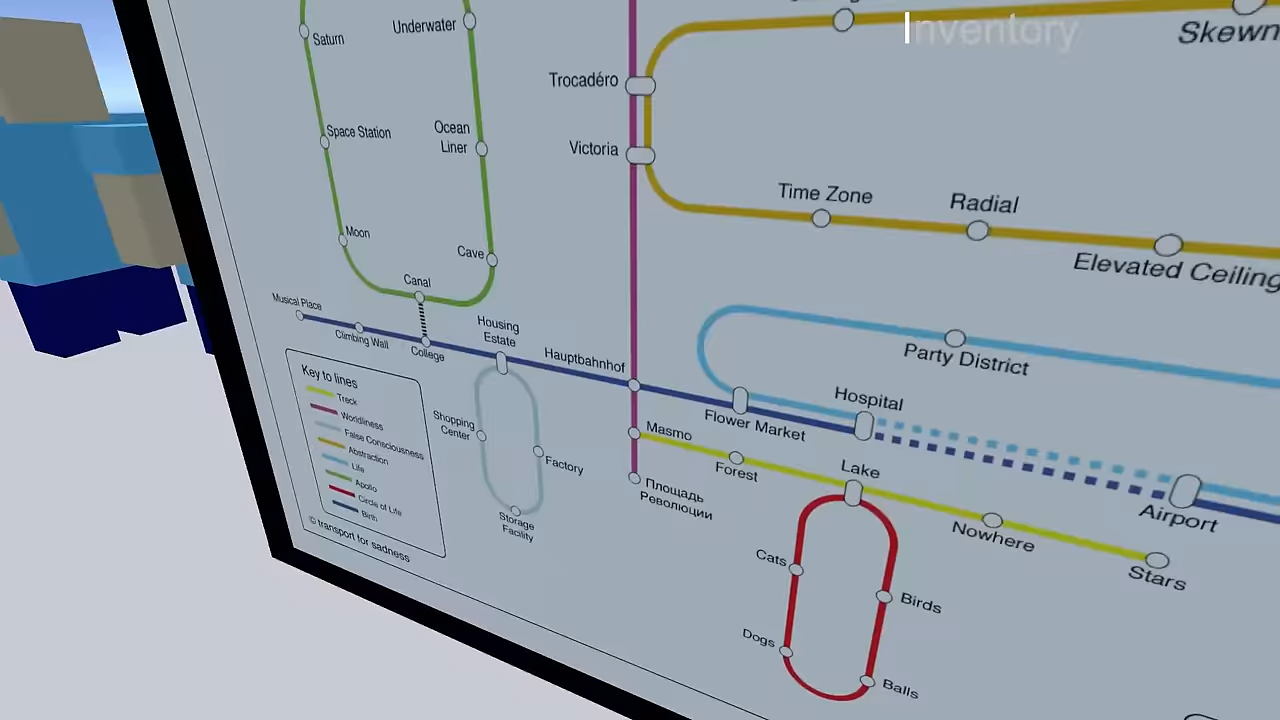 Inventory
Skewn
Saturn
Underwater
Trocadéro
Space Station
Ocean
Liner
Victoria
Time Zone
Radial
Elevated Ceiling
Moon
Cave
Canal
Musical Place
Climbing Wall
College
Housing
Estate
Hauptbahnhof
Flower Market
Hospital
Party District
Airport
Key to lines
Treck
Worldliness
False Consciousness
Abstraction
Life
Apollo
Circle of Life
Birth
© transport for sadness
Shopping
Center
Factory
Storage
Facility
Masmo
Forest
Lake
Nowhere
Stars
Площадь
Революции
Cats
Birds
Dogs
Balls